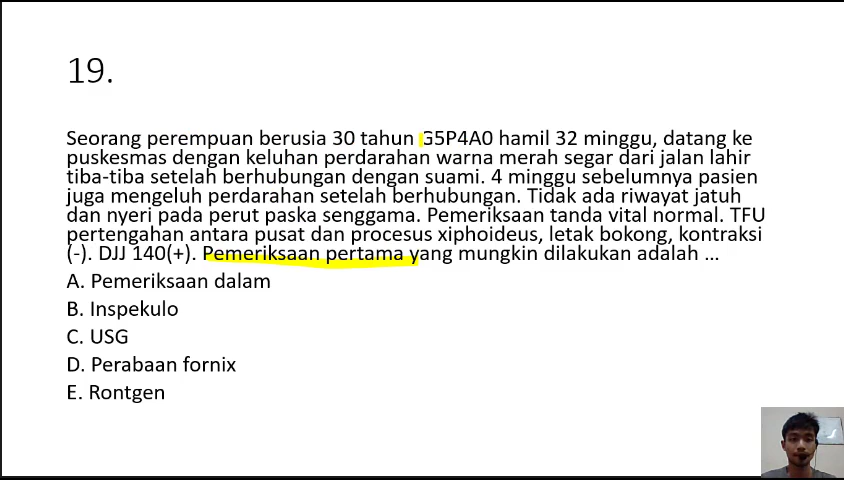 19.
Seorang perempuan berusia 30 tahun G5P4A0 hamil 32 minggu, datang ke
puskesmas dengan keluhan perdarahan warna merah segar dari jalan lahir
tiba-tiba setelah berhubungan dengan suami. 4 minggu sebelumnya pasien
juga mengeluh perdarahan setelah berhubungan. Tidak ada riwayat jatuh
dan nyeri pada perut paska senggama. Pemeriksaan tanda vital normal. TFU
pertengahan antara pusat dan procesus xiphoideus, letak bokong, kontraksi
(-). DJJ 140(+). Pemeriksaan pertama yang mungkin dilakukan adalah ...
A. Pemeriksaan dalam
B. Inspekulo
C. USG
D. Perabaan fornix
E. Rontgen